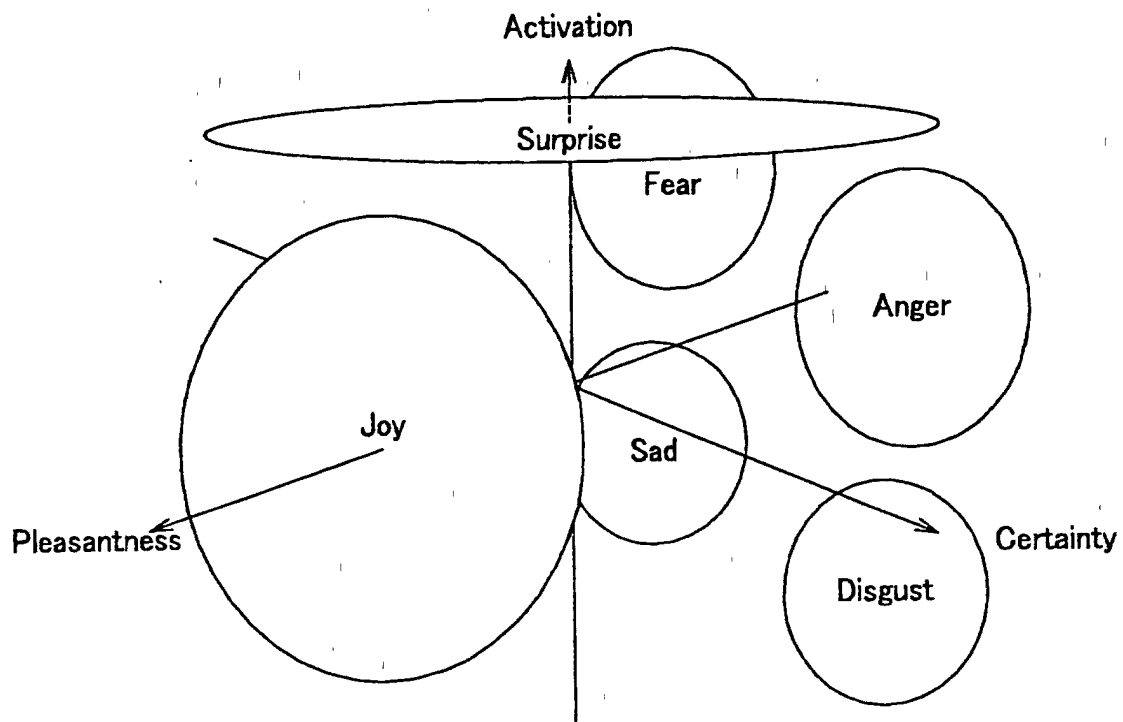 Activation
Surprise
Fear
Anger
Joy
Sad
Pleasantness
Certainty
Disgust